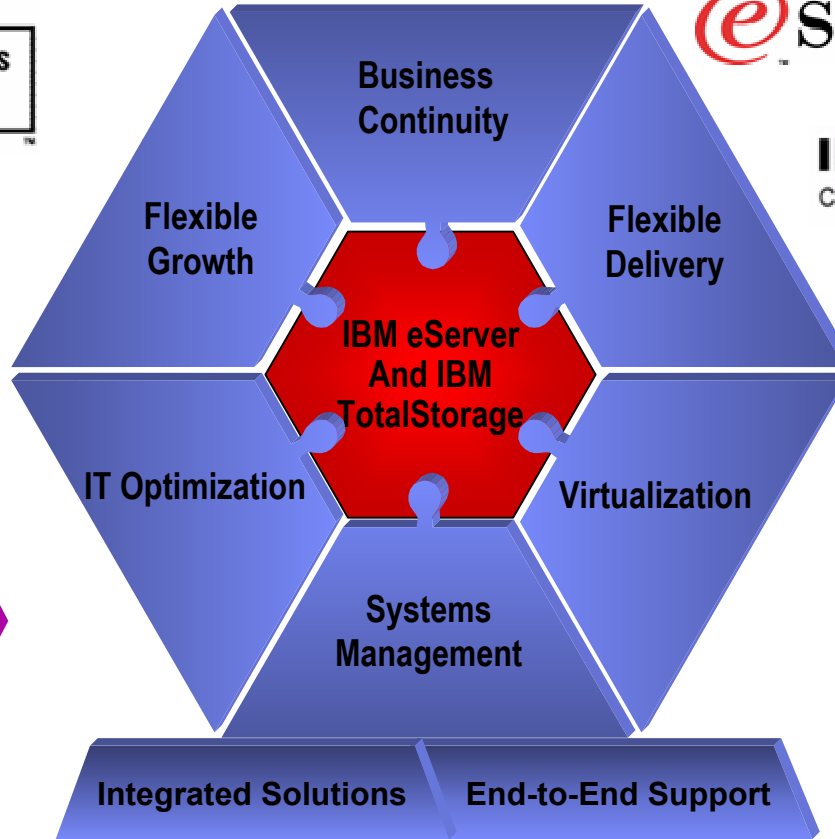 Business
Continuity
Flexible
Growth
Flexible
Delivery
IBM eServer
And IBM
TotalStorage
IT Optimization
Virtualization
Systems
Management
Integrated Solutions
End-to-End Support